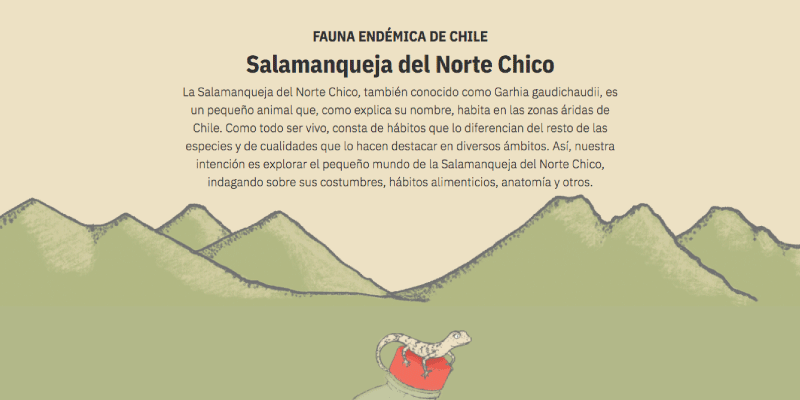 FAUNA ENDÉMICA DE CHILE
Salamanqueja del Norte Chico
La Salamanqueja del Norte Chico, también conocido como Garhia gaudichaudii, es
un pequeño animal que, como explica su nombre, habita en las zonas áridas de
Chile. Como todo ser vivo, consta de hábitos que lo diferencian del resto de las
especies y de cualidades que lo hacen destacar en diversos ámbitos. Así, nuestra
intención es explorar el pequeño mundo de la Salamanqueja del Norte Chico,
indagando sobre sus costumbres, hábitos alimenticios, anatomía y otros.